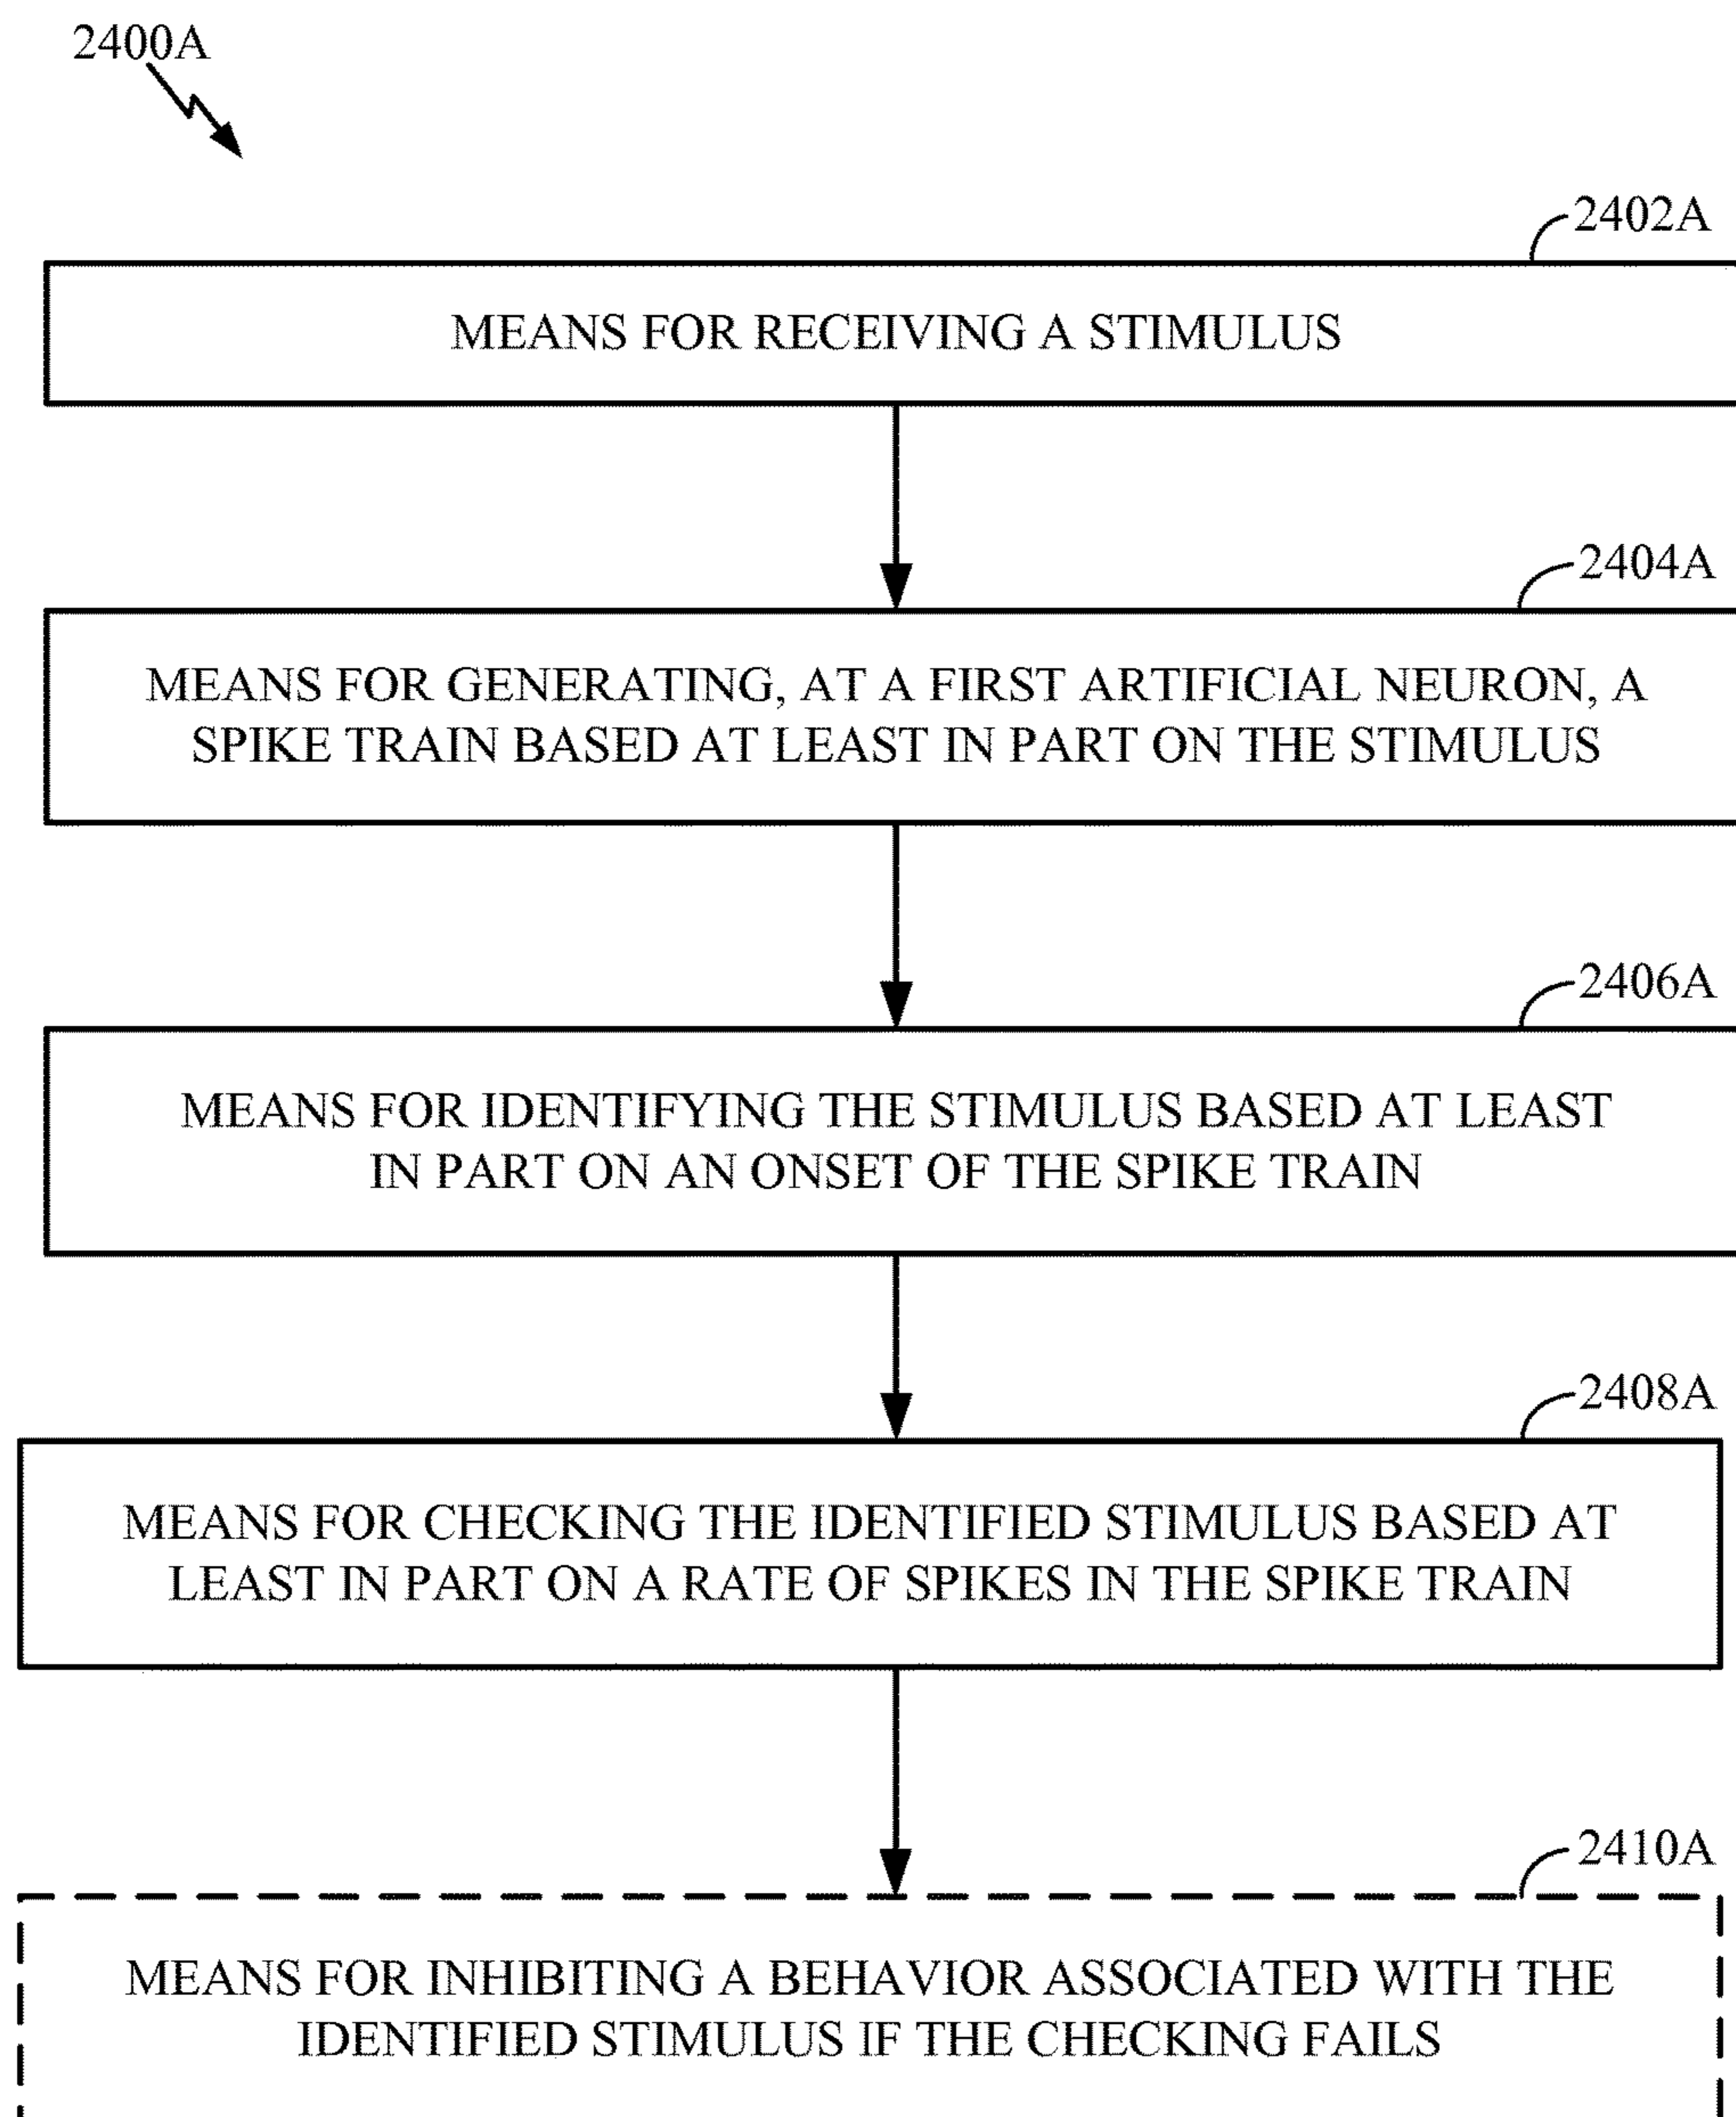 2400A
2402A
MEANS FOR RECEIVING A STIMULUS
2404A
MEANS FOR GENERATING, AT A FIRST ARTIFICIAL NEURON, A
SPIKE TRAIN BASED AT LEAST IN PART ON THE STIMULUS
2406A
MEANS FOR IDENTIFYING THE STIMULUS BASED AT LEAST
IN PART ON AN ONSET OF THE SPIKE TRAIN
2408A
MEANS FOR CHECKING THE IDENTIFIED STIMULUS BASED AT
LEAST IN PART ON A RATE OF SPIKES IN THE SPIKE TRAIN
2410A
MEANS FOR INHIBITING A BEHAVIOR ASSOCIATED WITH THE
IDENTIFIED STIMULUS IF THE CHECKING FAILS